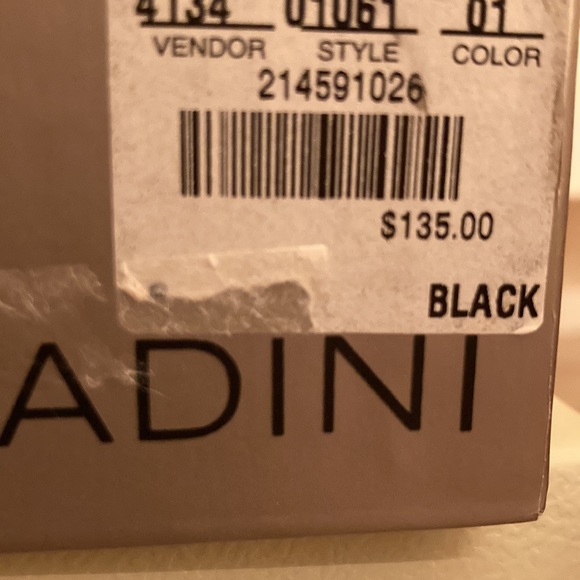 4134 01061 01
VENDOR STYLE COLOR
214591026
$135.00
BLACK
ADINI